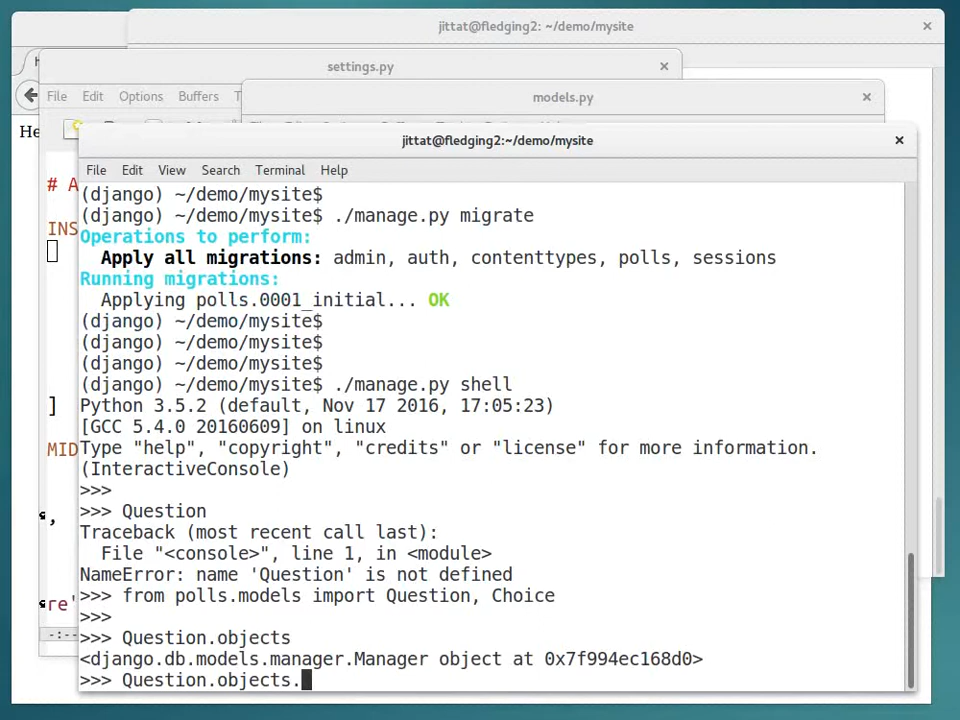 jittat@fledging2: ~/demo/mysite
settings.py
File Edit Options Buffers
models.py
He
jittat@fledging2:~/demo/mysite
File Edit View Search Terminal Help
# A
INS
]
MID
,
re'
-:--
(django) ~/demo/mysite$
(django) ~/demo/mysite$ ./manage.py migrate
Operations to perform:
  Apply all migrations: admin, auth, contenttypes, polls, sessions
Running migrations:
  Applying polls.0001_initial... OK
(django) ~/demo/mysite$
(django) ~/demo/mysite$
(django) ~/demo/mysite$
(django) ~/demo/mysite$ ./manage.py shell
Python 3.5.2 (default, Nov 17 2016, 17:05:23)
[GCC 5.4.0 20160609] on linux
Type "help", "copyright", "credits" or "license" for more information.
(InteractiveConsole)
>>>
>>> Question
Traceback (most recent call last):
  File "<console>", line 1, in <module>
NameError: name 'Question' is not defined
>>> from polls.models import Question, Choice
>>>
>>> Question.objects
<django.db.models.manager.Manager object at 0x7f994ec168d0>
>>> Question.objects.